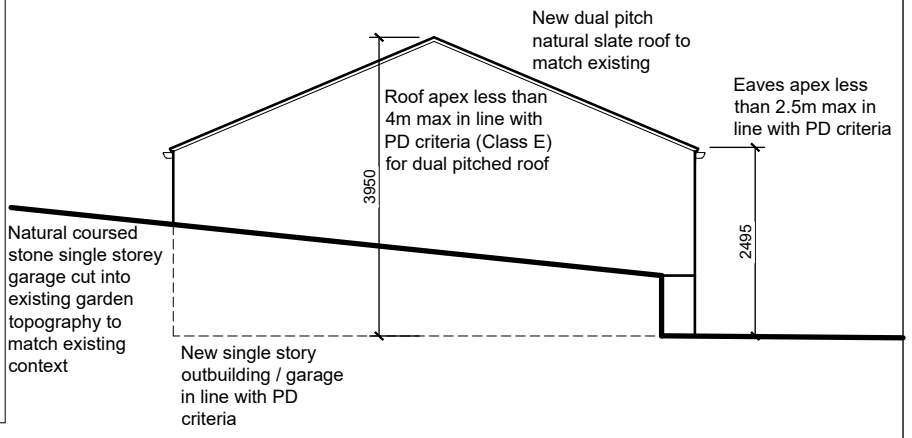 New dual pitch
natural slate roof to
match existing
Eaves apex less
than 2.5m max in
line with PD criteria
Roof apex less than
4m max in line with
PD criteria (Class E)
for dual pitched roof
3950
2495
Natural coursed
stone single storey
garage cut into
existing garden
topography to
match existing
context
New single story
outbuilding / garage
in line with PD
criteria